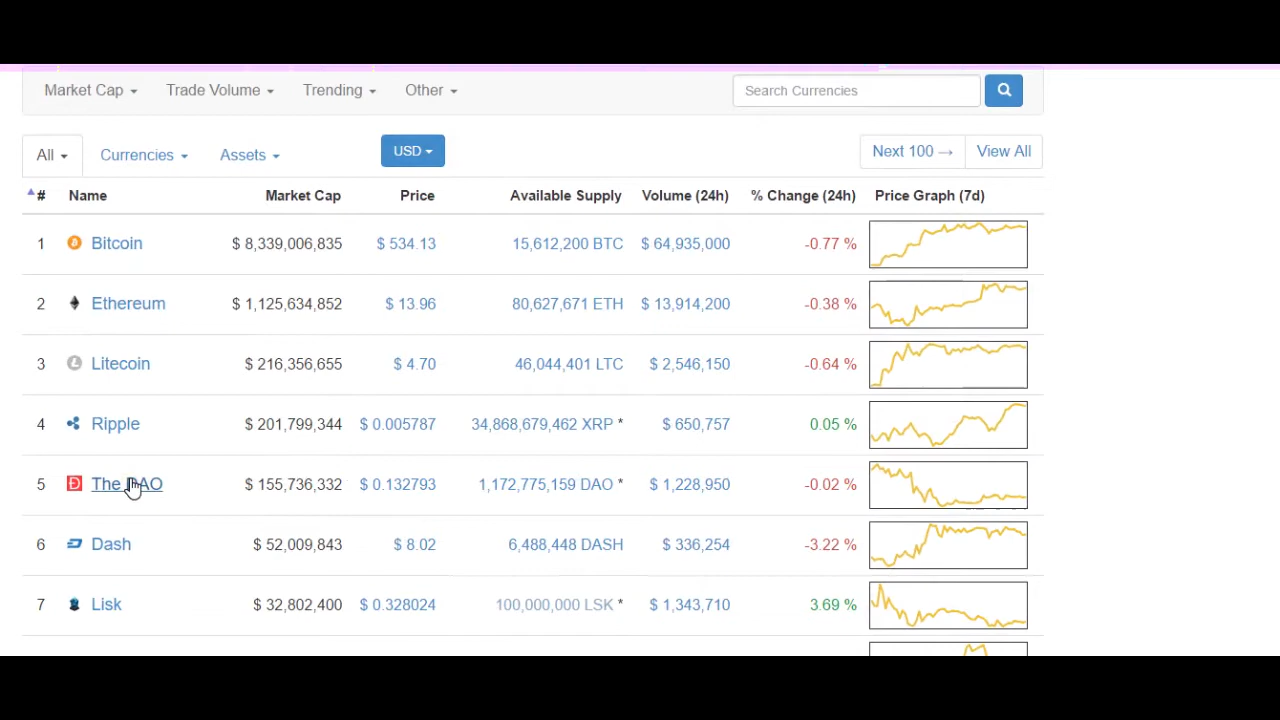 Market Cap Trade Volume Trending Other Search Currencies
All Currencies Assets USD Next 100 → View All
# Name Market Cap Price Available Supply Volume (24h) % Change (24h) Price Graph (7d)
1 Bitcoin $ 8,339,006,835 $ 534.13 15,612,200 BTC $ 64,935,000 -0.77 %
2 Ethereum $ 1,125,634,852 $ 13.96 80,627,671 ETH $ 13,914,200 -0.38 %
3 Litecoin $ 216,356,655 $ 4.70 46,044,401 LTC $ 2,546,150 -0.64 %
4 Ripple $ 201,799,344 $ 0.005787 34,868,679,462 XRP * $ 650,757 0.05 %
5 The DAO $ 155,736,332 $ 0.132793 1,172,775,159 DAO * $ 1,228,950 -0.02 %
6 Dash $ 52,009,843 $ 8.02 6,488,448 DASH $ 336,254 -3.22 %
7 Lisk $ 32,802,400 $ 0.328024 100,000,000 LSK * $ 1,343,710 3.69 %